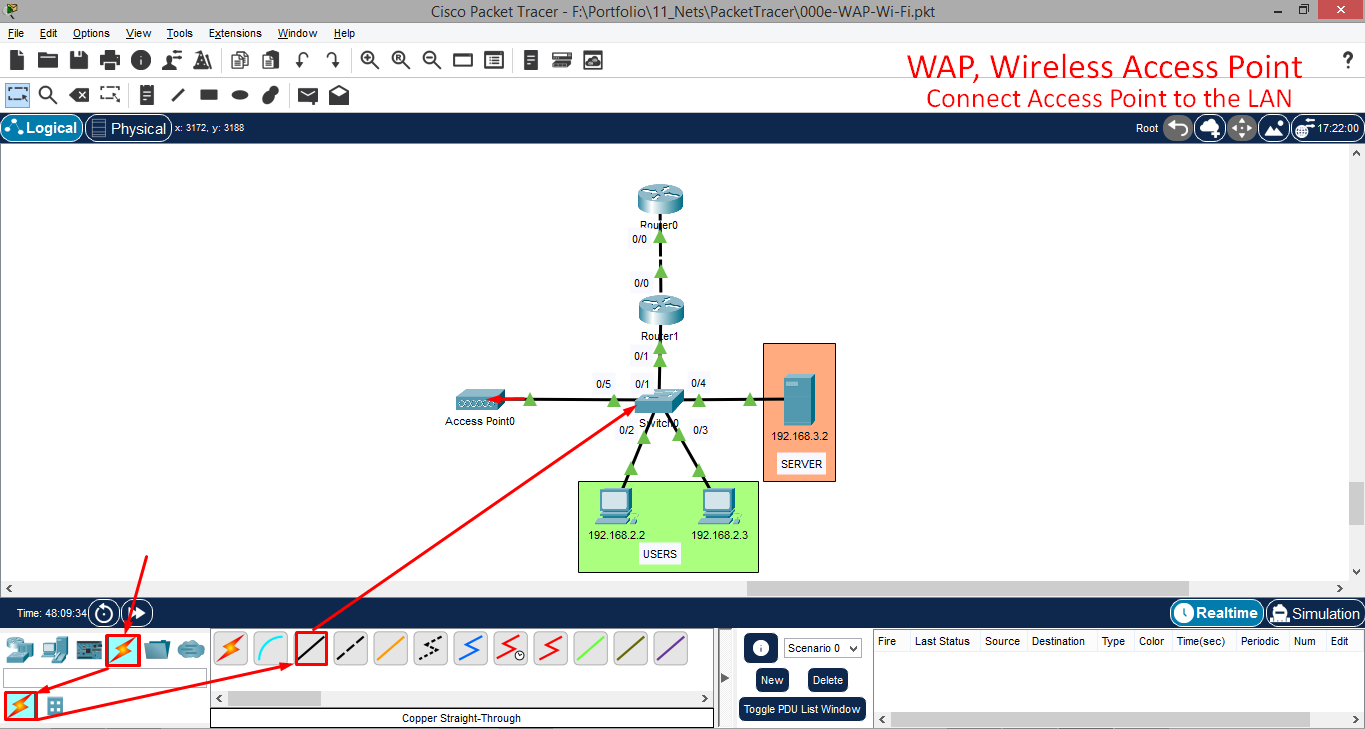 Cisco Packet Tracer - F:\Portfolio\11_Nets\PacketTracer\000e-WAP-Wi-Fi.pkt
File Edit Options View Tools Extensions Window Help
WAP, Wireless Access Point
Connect Access Point to the LAN
?
Logical
Physical
x: 3172, y: 3188
Root
17:22:00
Router0
0/0
0/0
Router1
0/1
0/5
0/1
0/4
Access Point0
Switch0
0/2
0/3
192.168.3.2
SERVER
192.168.2.2
192.168.2.3
USERS
Time: 48:09:34
Realtime
Simulation
Scenario 0
New
Delete
Toggle PDU List Window
Fire Last Status Source Destination Type Color Time(sec) Periodic Num Edit
Copper Straight-Through